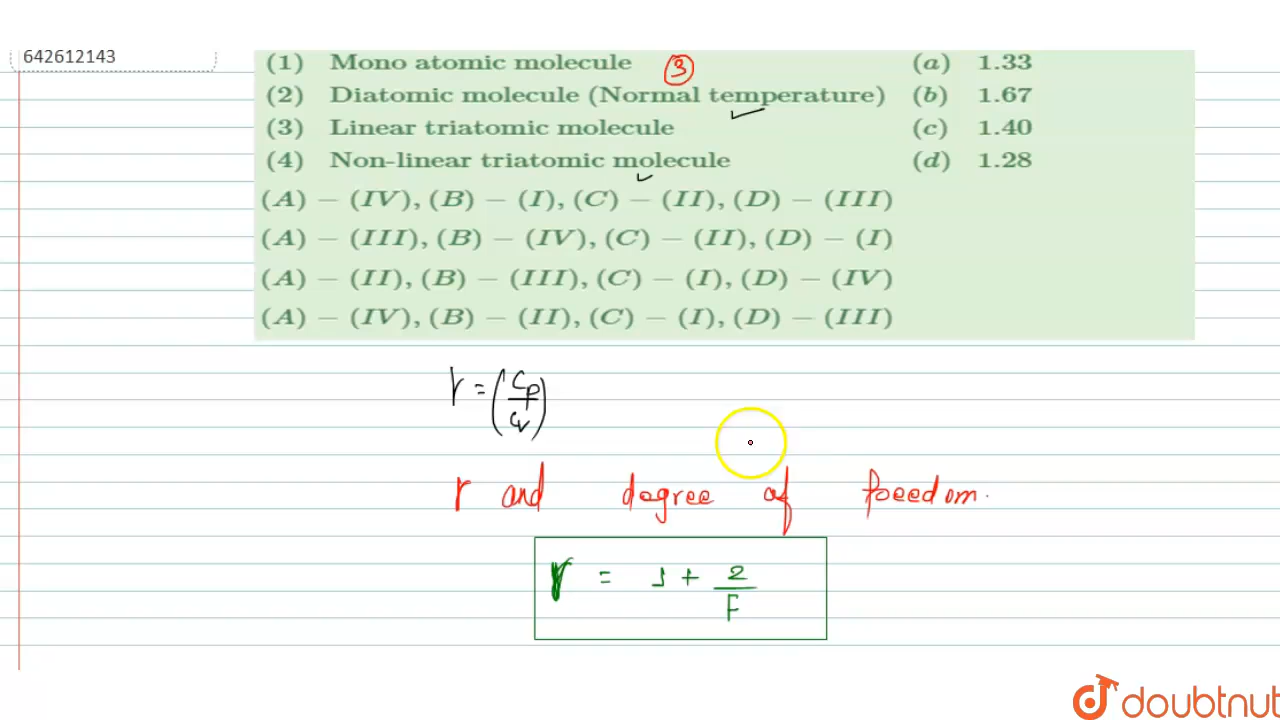 642612143
(1) Mono atomic molecule (a) 1.33
3
(2) Diatomic molecule (Normal temperature) (b) 1.67
(3) Linear triatomic molecule (c) 1.40
(4) Non-linear triatomic molecule (d) 1.28
(A) − (IV), (B) − (I), (C) − (II), (D) − (III)
(A) − (III), (B) − (IV), (C) − (II), (D) − (I)
(A) − (II), (B) − (III), (C) − (I), (D) − (IV)
(A) − (IV), (B) − (II), (C) − (I), (D) − (III)
r = (Cp/Cv)
r and degree of freedom.
r = 1 + 2/F
doubtnut